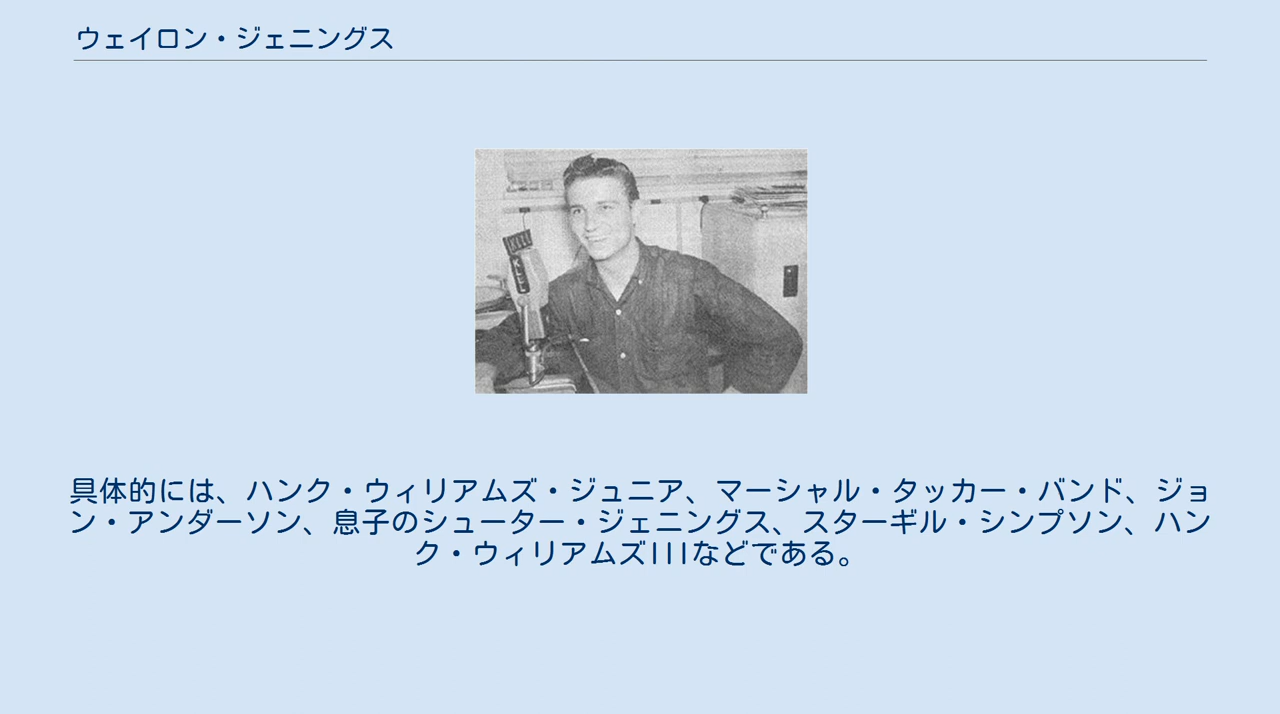 ウェイロン・ジェニングス
具体的には、ハンク・ウィリアムズ・ジュニア、マーシャル・タッカー・バンド、ジョ
ン・アンダーソン、息子のシューター・ジェニングス、スターギル・シンプソン、ハン
ク・ウィリアムズIIIなどである。